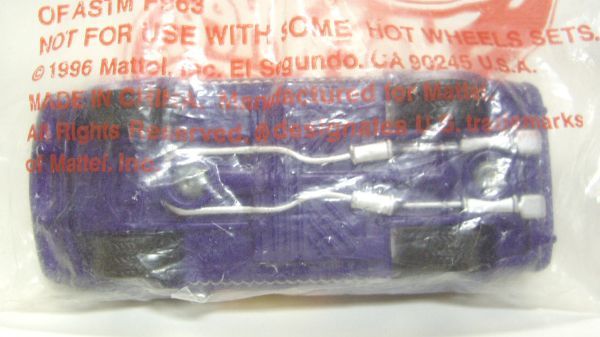 OF ASTM F963
NOT FOR USE WITH SOME HOT WHEELS SETS.
© 1996 Mattel, Inc. El Segundo, CA 90245 U.S.A.
MADE IN CHINA. Manufactured for Mattel
All Rights Reserved. ® designates U.S. trademarks
of Mattel, Inc.